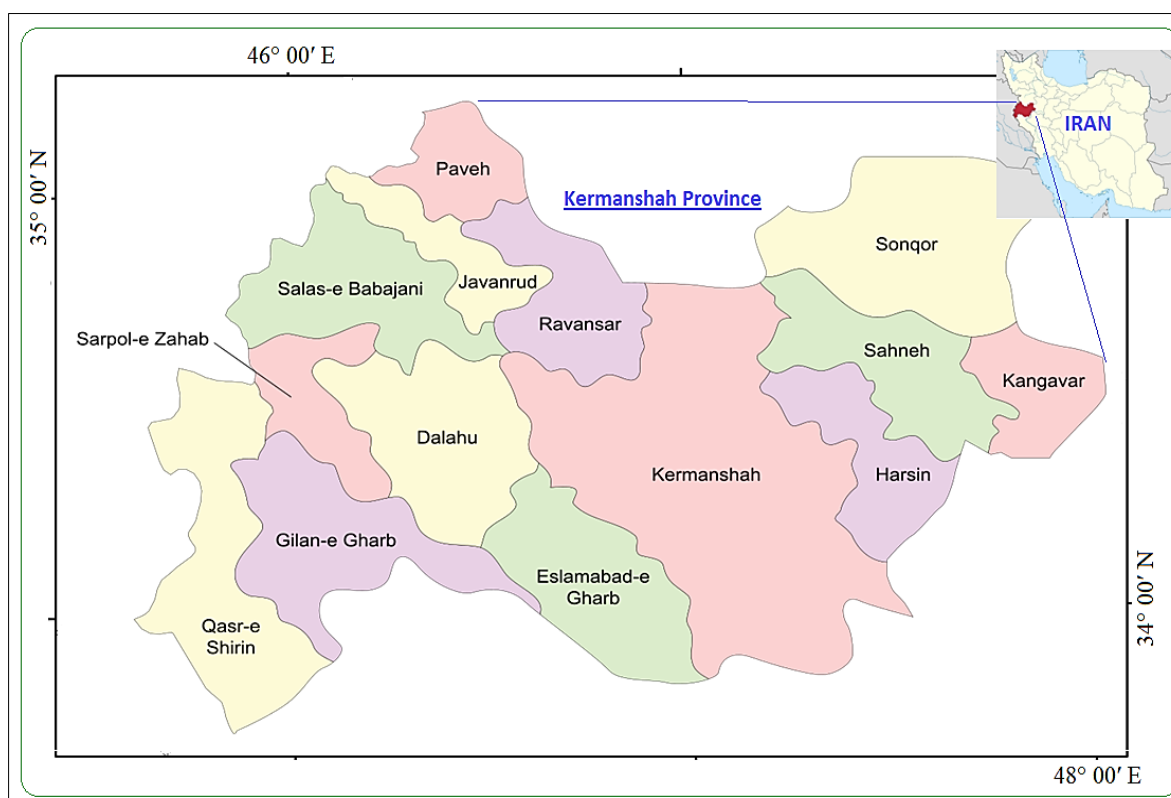 46° 00′ E
IRAN
35° 00′ N
Paveh
Kermanshah Province
Sonqor
Salas-e Babajani
Javanrud
Ravansar
Sarpol-e Zahab
Sahneh
Kangavar
Dalahu
Kermanshah
Harsin
Gilan-e Gharb
Eslamabad-e
Gharb
34° 00′ N
Qasr-e
Shirin
48° 00′ E